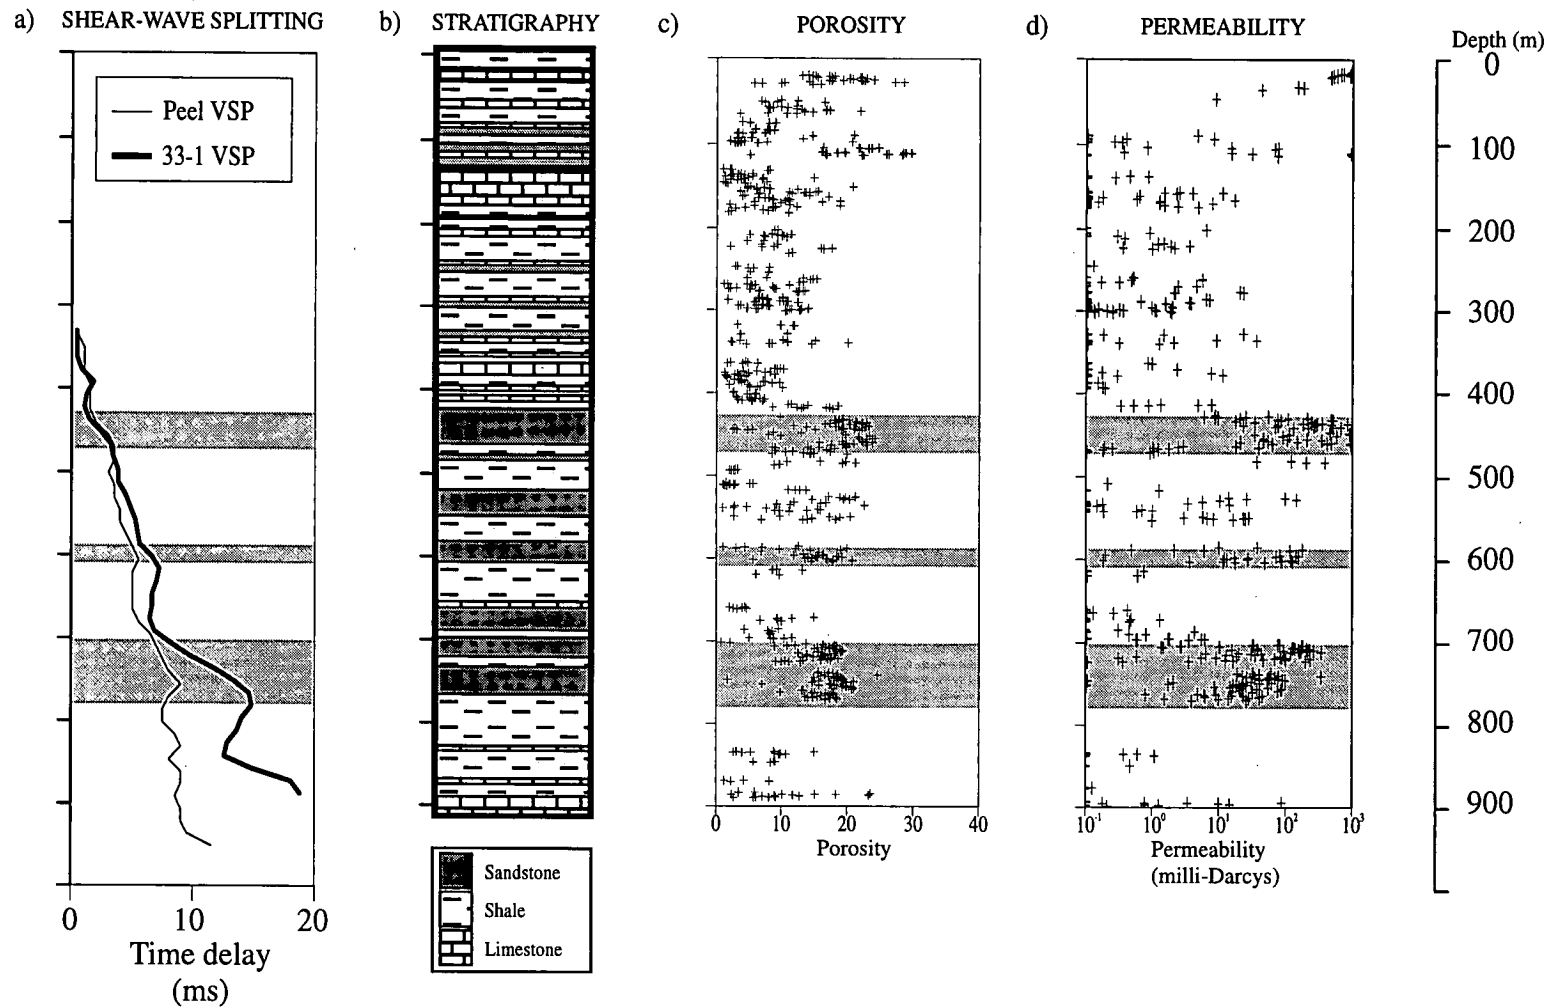 a) SHEAR-WAVE SPLITTING
Peel VSP
33-1 VSP
0 10 20
Time delay
(ms)
b) STRATIGRAPHY
Sandstone
Shale
Limestone
c) POROSITY
0 10 20 30 40
Porosity
d) PERMEABILITY
10-1 100 101 102 103
Permeability
(milli-Darcys)
Depth (m)
0
100
200
300
400
500
600
700
800
900